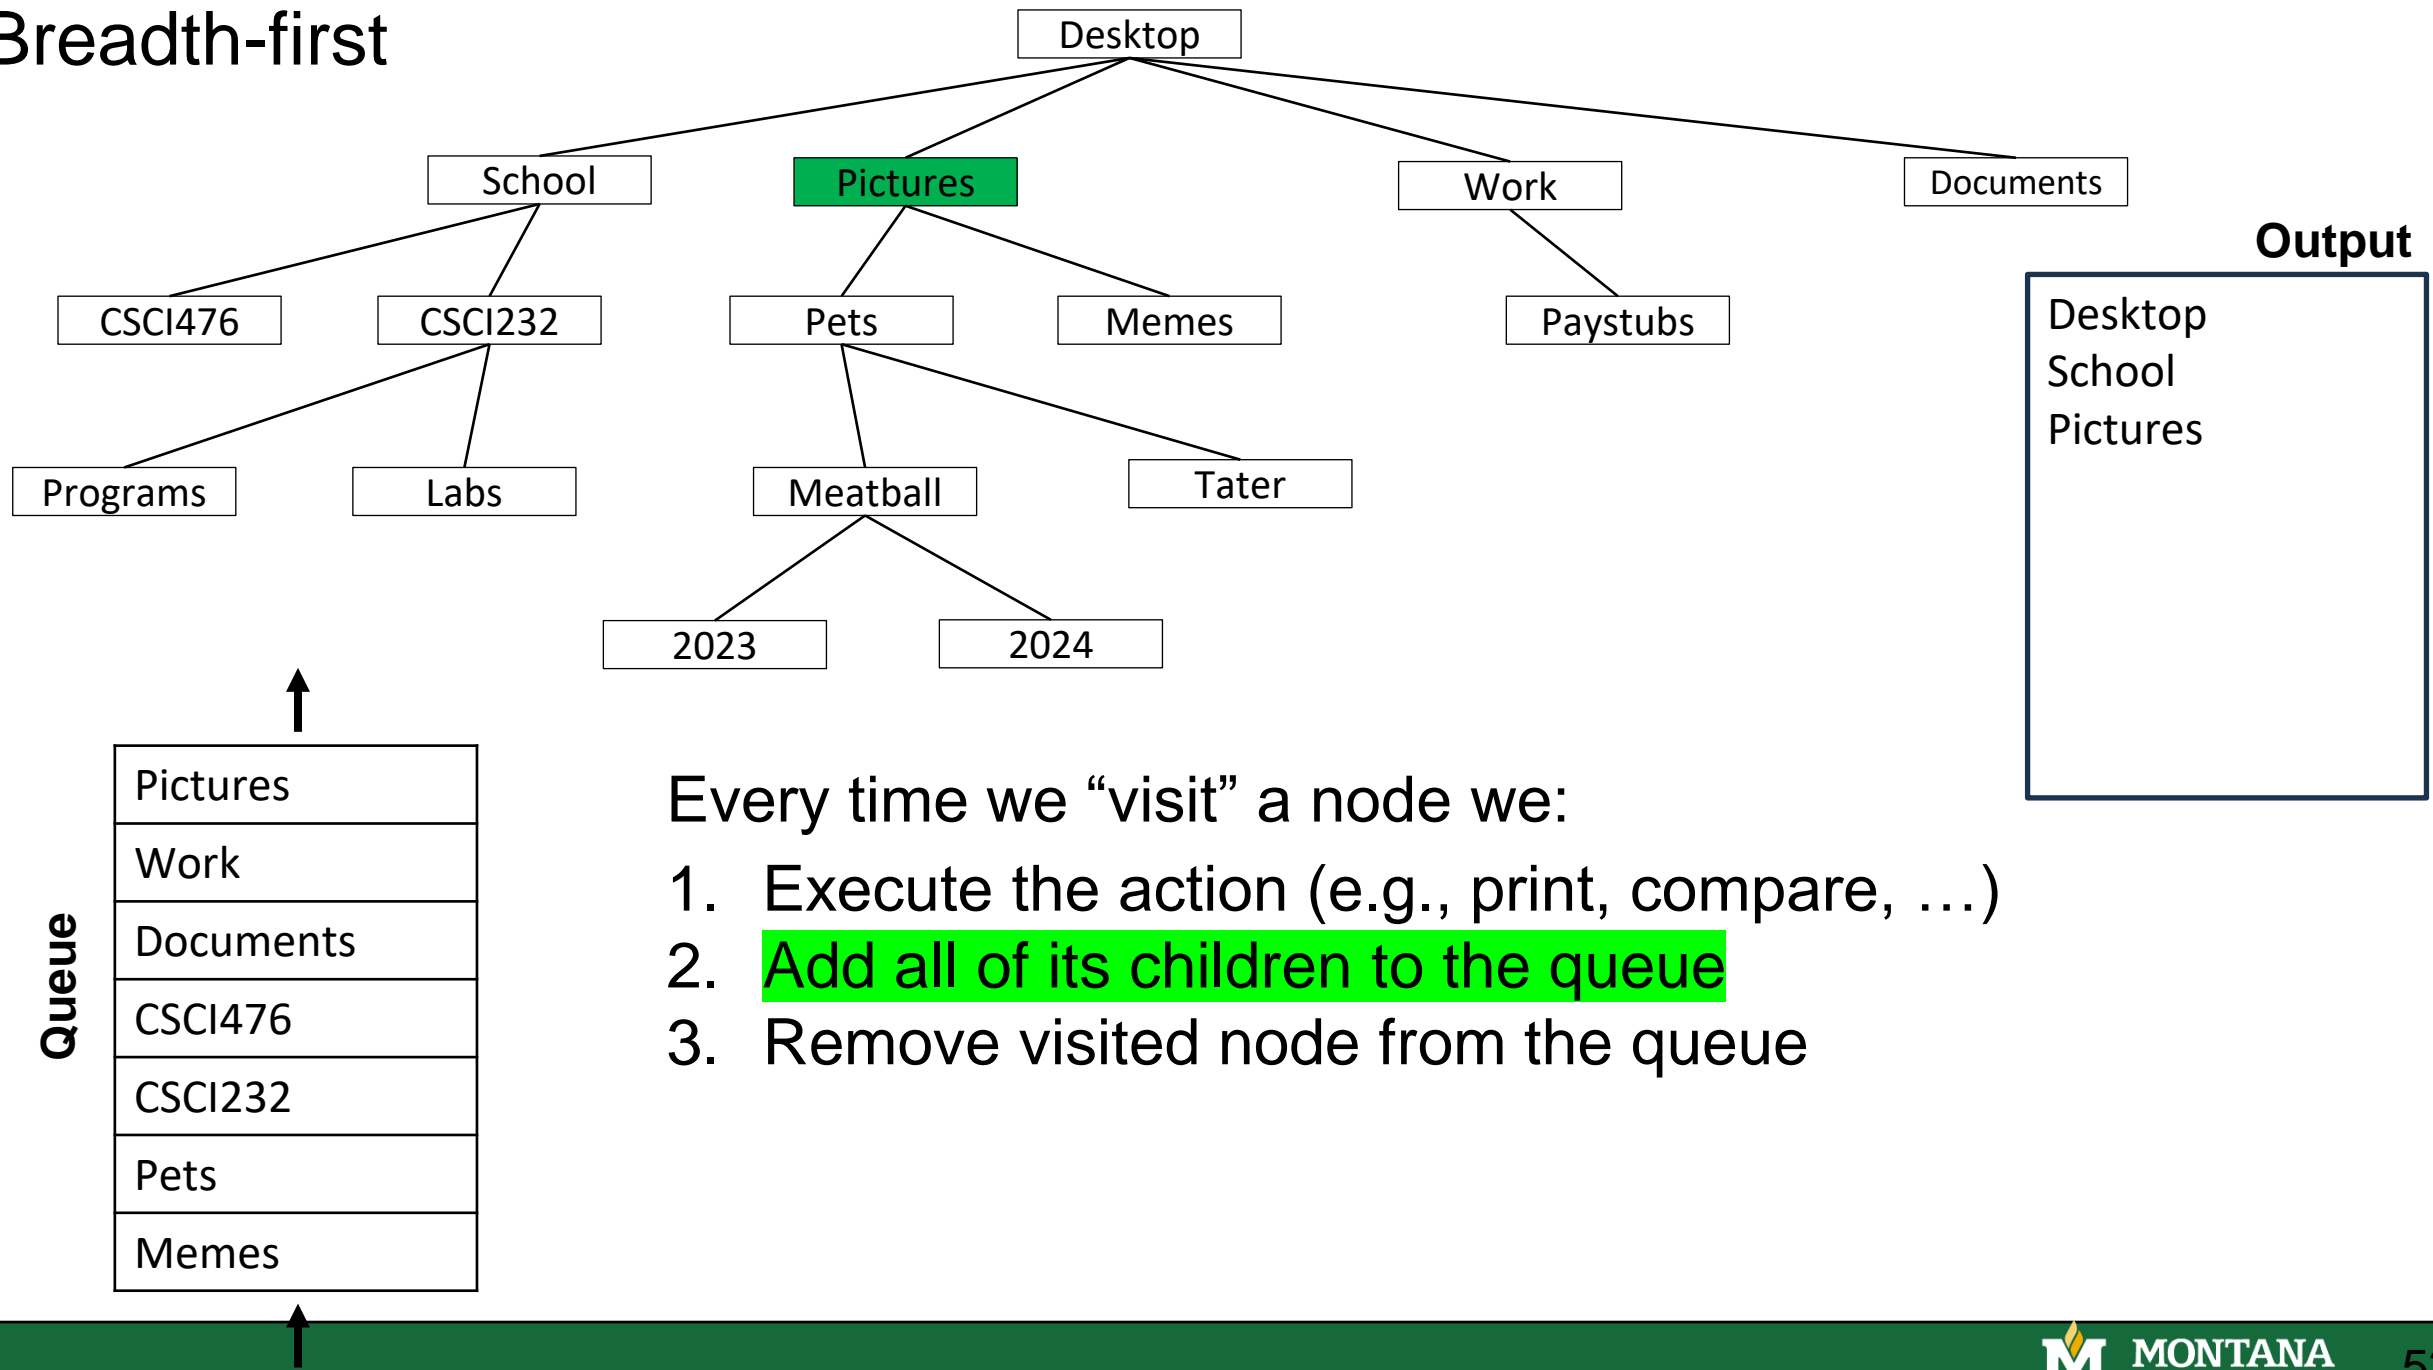 Breadth-first
Desktop
School
Pictures
Work
Documents
CSCI476
CSCI232
Pets
Memes
Paystubs
Programs
Labs
Meatball
Tater
2023
2024
Output
Desktop
School
Pictures
Queue
Pictures
Work
Documents
CSCI476
CSCI232
Pets
Memes
Every time we “visit” a node we:
1. Execute the action (e.g., print, compare, …)
2. Add all of its children to the queue
3. Remove visited node from the queue
M MONTANA